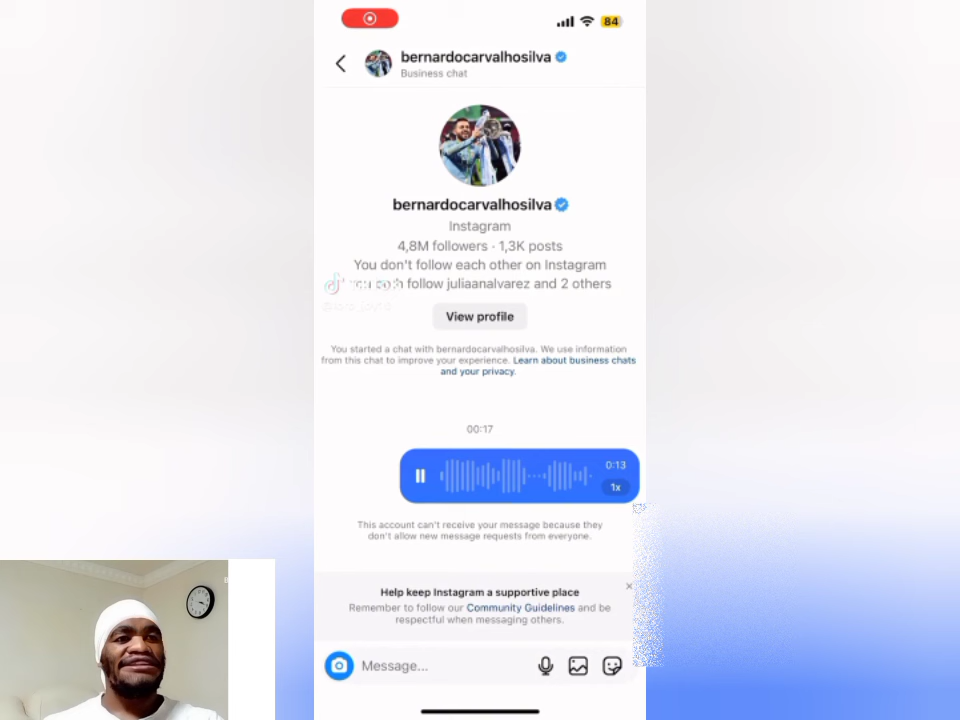 84
bernardocarvalhosilva
Business chat
bernardocarvalhosilva
Instagram
4,8M followers · 1,3K posts
You don't follow each other on Instagram
both follow juliaanalvarez and 2 others
View profile
You started a chat with bernardocarvalhosilva. We use information
from this chat to improve your experience. Learn about business chats
and your privacy.
00:17
0:13
1x
This account can't receive your message because they
don't allow new message requests from everyone.
Help keep Instagram a supportive place
Remember to follow our Community Guidelines and be
respectful when messaging others.
Message...